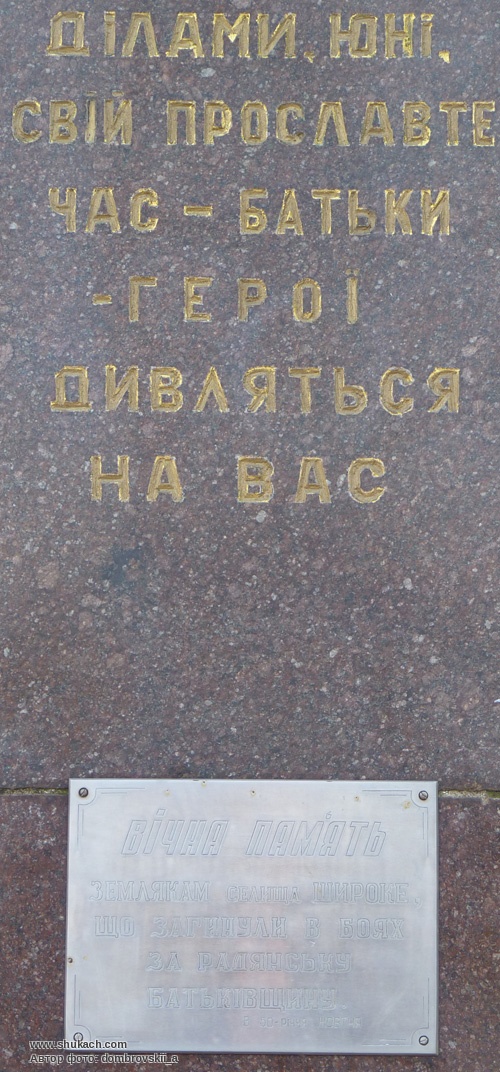 ДІЛАМИ, ЮНІ,
СВІЙ ПРОСЛАВТЕ
ЧАС – БАТЬКИ
-ГЕРОЇ
ДИВЛЯТЬСЯ
НА ВАС
ВІЧНА ПАМ'ЯТЬ
ЗЕМЛЯКАМ СЕЛИЩА ШИРОКЕ,
ЩО ЗАГИНУЛИ В БОЯХ
ЗА РАДЯНСЬКУ
БАТЬКІВЩИНУ
www.shukach.com
Автор фото: dombrovskii_a